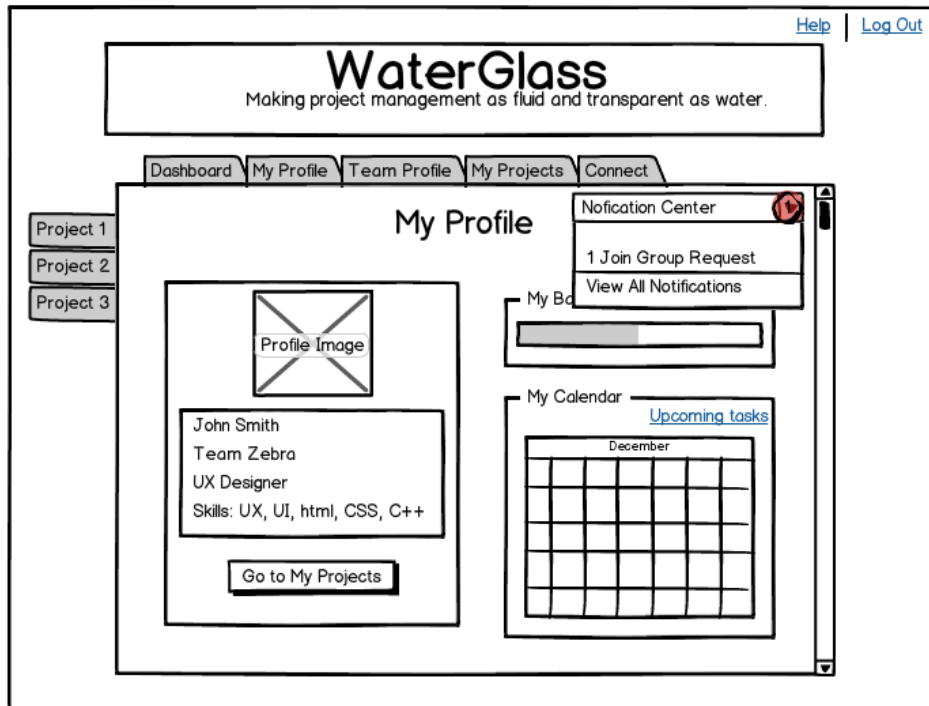 Help
Log Out
WaterGlass
Making project management as fluid and transparent as water.
Dashboard
My Profile
Team Profile
My Projects
Connect
Project 1
Project 2
Project 3
My Profile
Nofication Center
1 Join Group Request
View All Notifications
Profile Image
John Smith
Team Zebra
UX Designer
Skills: UX, UI, html, CSS, C++
Go to My Projects
My
My Calendar
Upcoming tasks
December